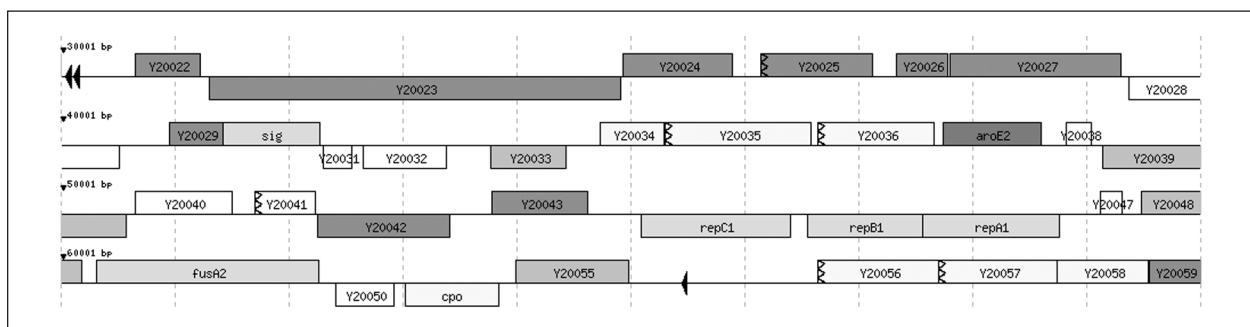 30001 bp
Y20022 Y20024 Y20025 Y20026 Y20027
Y20023 Y20028
40001 bp
Y20029 sig Y20034 Y20035 Y20036 aroE2 Y20038
Y20031 Y20032 Y20033 Y20039
50001 bp
Y20040 Y20041 Y20043 Y20047 Y20048
Y20042 repC1 repB1 repA1
60001 bp
fusA2 Y20055 Y20056 Y20057 Y20058 Y20059
Y20050 cpo